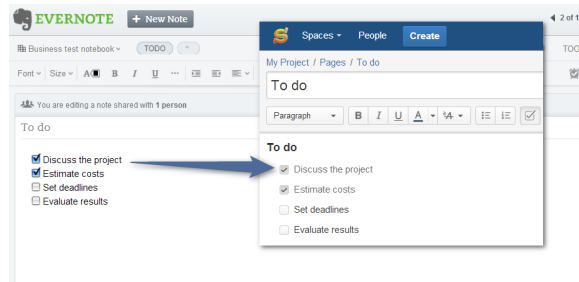 EVERNOTE
+ New Note
2 of 1
Business test notebook
TODO
+
TOO
Font
Size
A
B
I
U
...
You are editing a note shared with 1 person
To do
Discuss the project
Estimate costs
Set deadlines
Evaluate results
S
Spaces
People
Create
My Project / Pages / To do
To do
Paragraph
B
I
U
A
To do
Discuss the project
Estimate costs
Set deadlines
Evaluate results